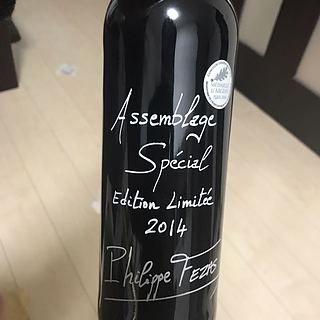 Assemblage
Spécial
Edition Limitée
2014
Philippe FEZAS